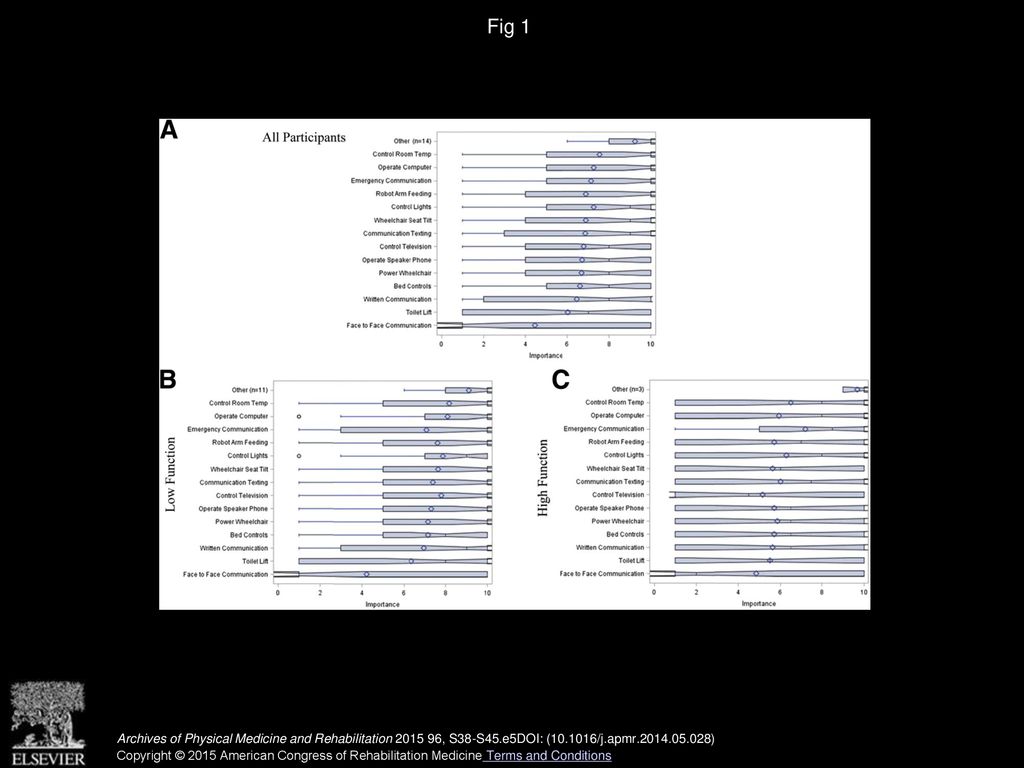 Fig 1
A
All Participants
Other (n=14)
Control Room Temp
Operate Computer
Emergency Communication
Robot Arm Feeding
Control Lights
Wheelchair Seat Tilt
Communication Texting
Control Television
Operate Speaker Phone
Power Wheelchair
Bed Controls
Written Communication
Toilet Lift
Face to Face Communication
0 2 4 6 8 10
Importance
B
Low Function
Other (n=11)
Control Room Temp
Operate Computer
Emergency Communication
Robot Arm Feeding
Control Lights
Wheelchair Seat Tilt
Communication Texting
Control Television
Operate Speaker Phone
Power Wheelchair
Bed Controls
Written Communication
Toilet Lift
Face to Face Communication
0 2 4 6 8 10
Importance
C
High Function
Other (n=3)
Control Room Temp
Operate Computer
Emergency Communication
Robot Arm Feeding
Control Lights
Wheelchair Seat Tilt
Communication Texting
Control Television
Operate Speaker Phone
Power Wheelchair
Bed Controls
Written Communication
Toilet Lift
Face to Face Communication
0 2 4 6 8 10
Importance
ELSEVIER
Archives of Physical Medicine and Rehabilitation 2015 96, S38-S45.e5DOI: (10.1016/j.apmr.2014.05.028)
Copyright © 2015 American Congress of Rehabilitation Medicine Terms and Conditions